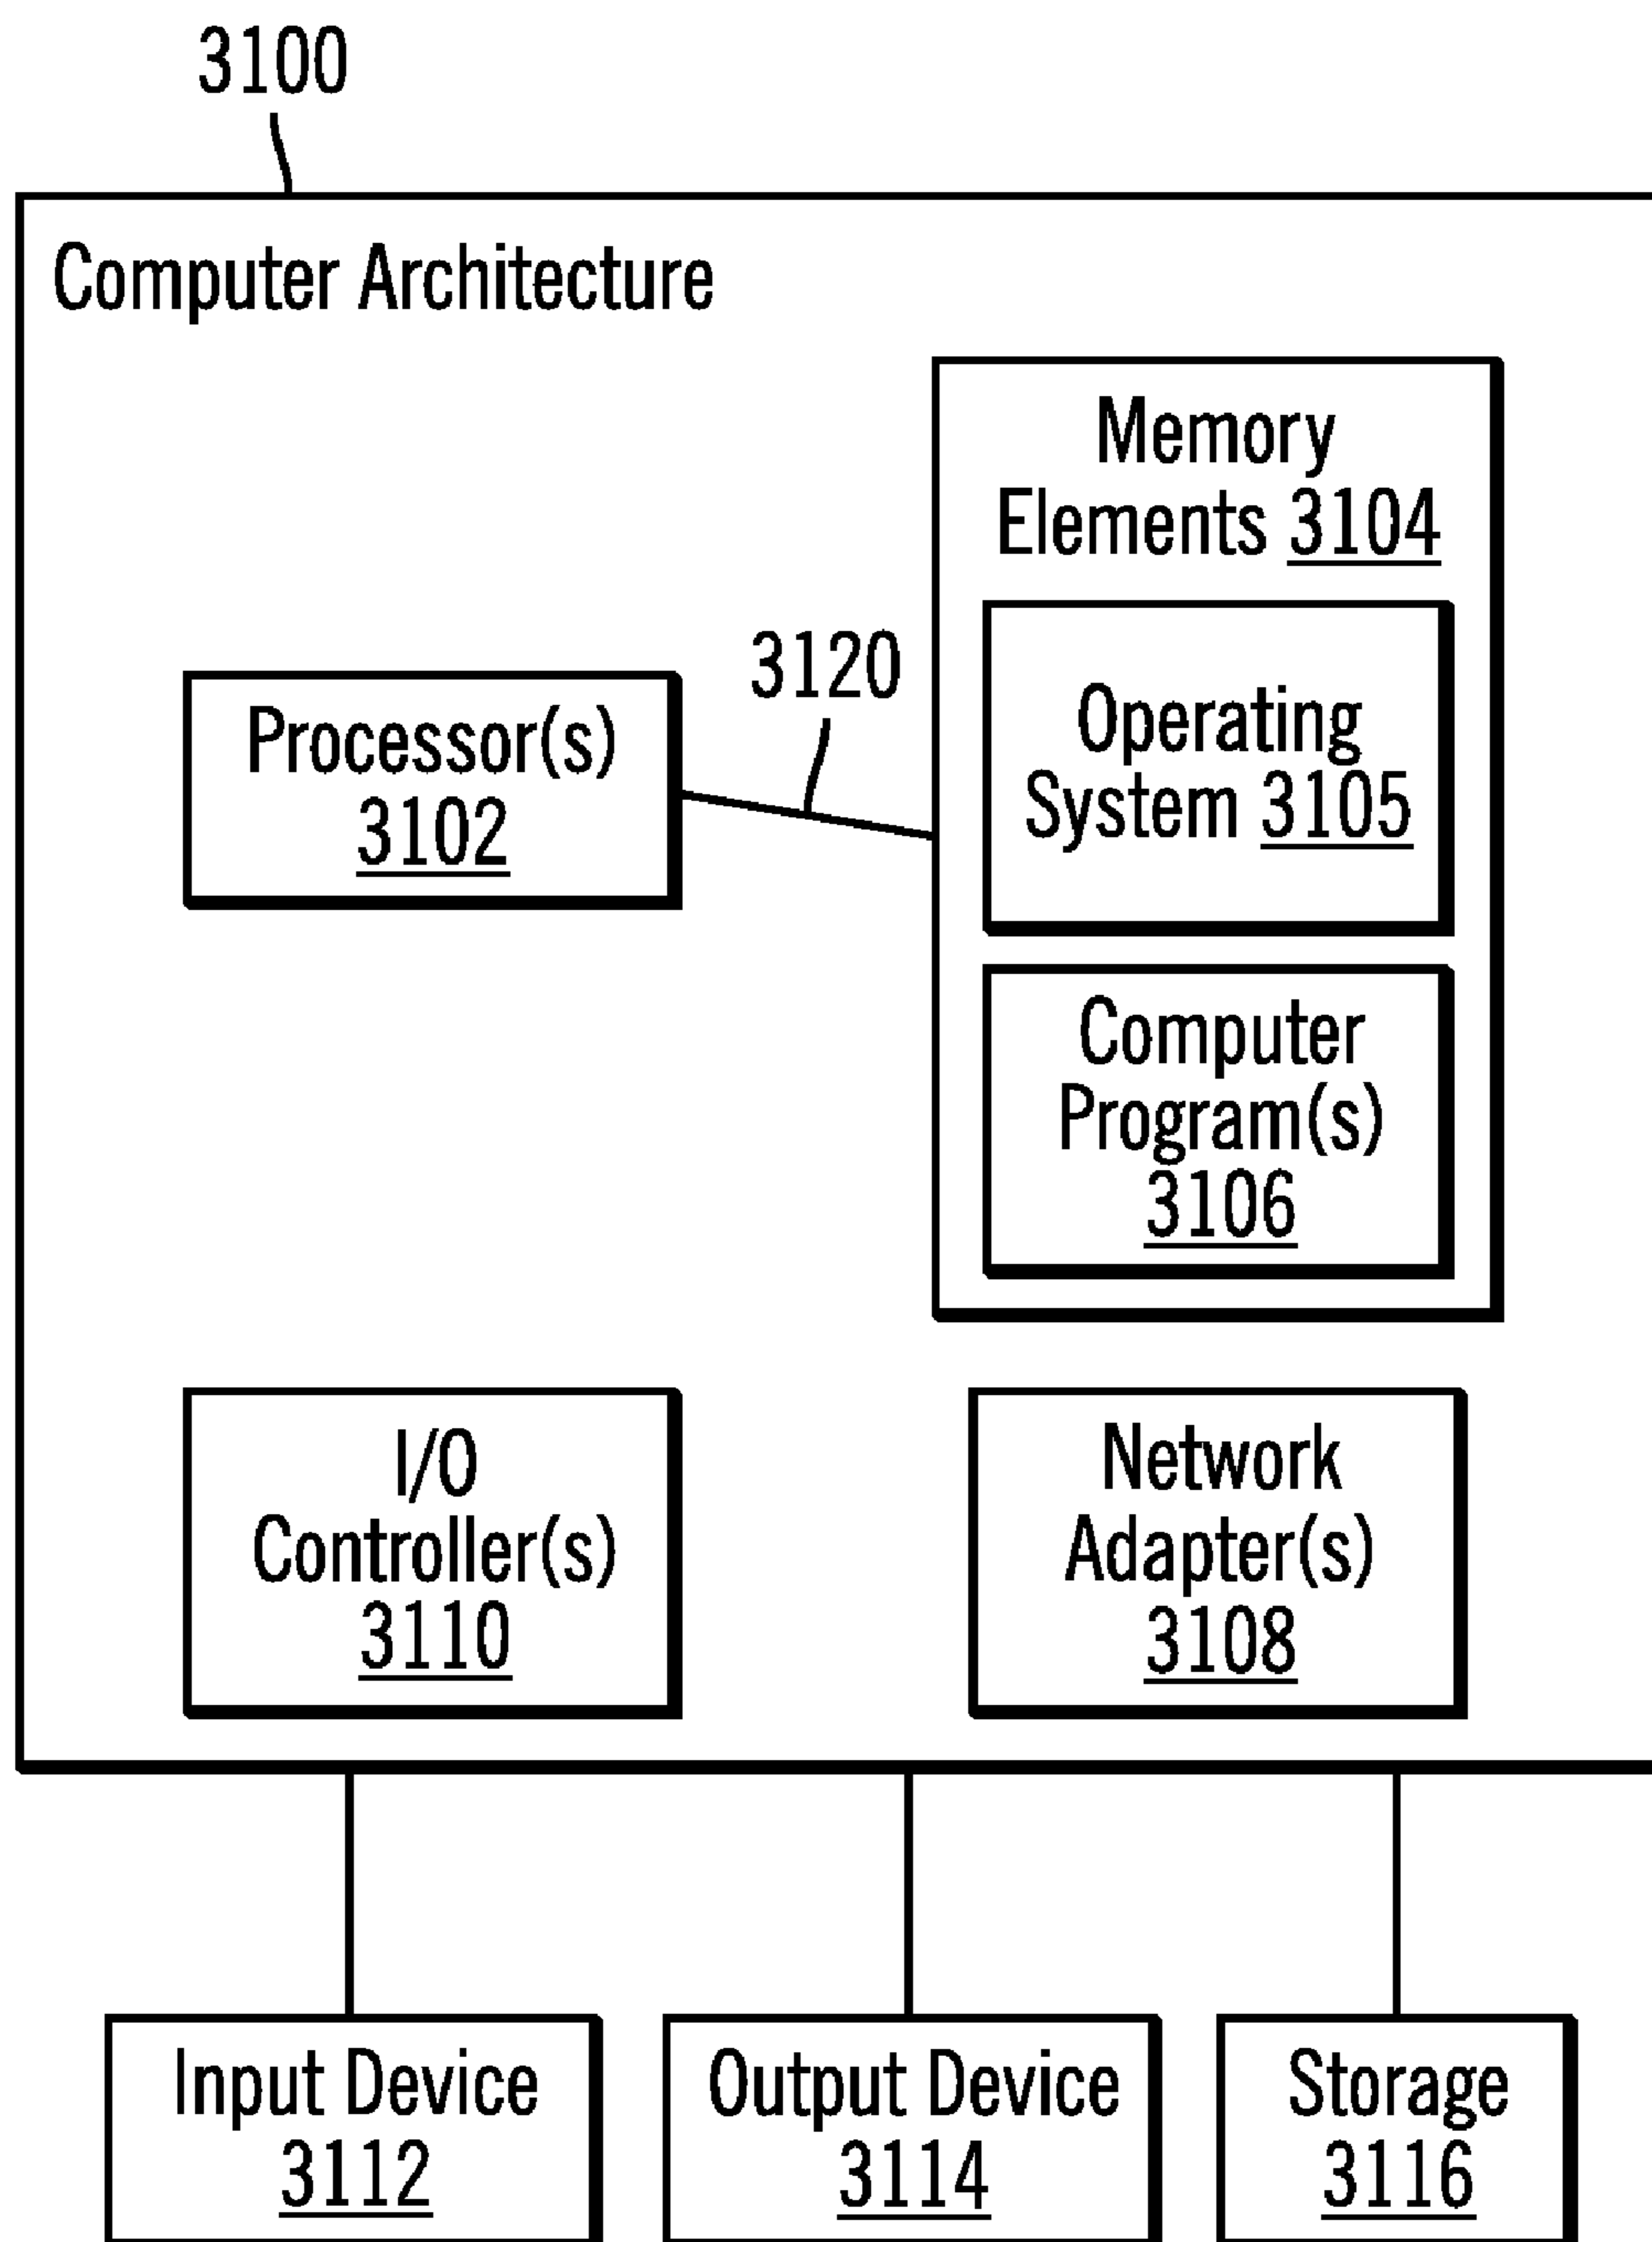 3100
Computer Architecture
Memory
Elements 3104
Operating
System 3105
3120
Processor(s)
3102
Computer
Program(s)
3106
I/O
Controller(s)
3110
Network
Adapter(s)
3108
Input Device
3112
Output Device
3114
Storage
3116